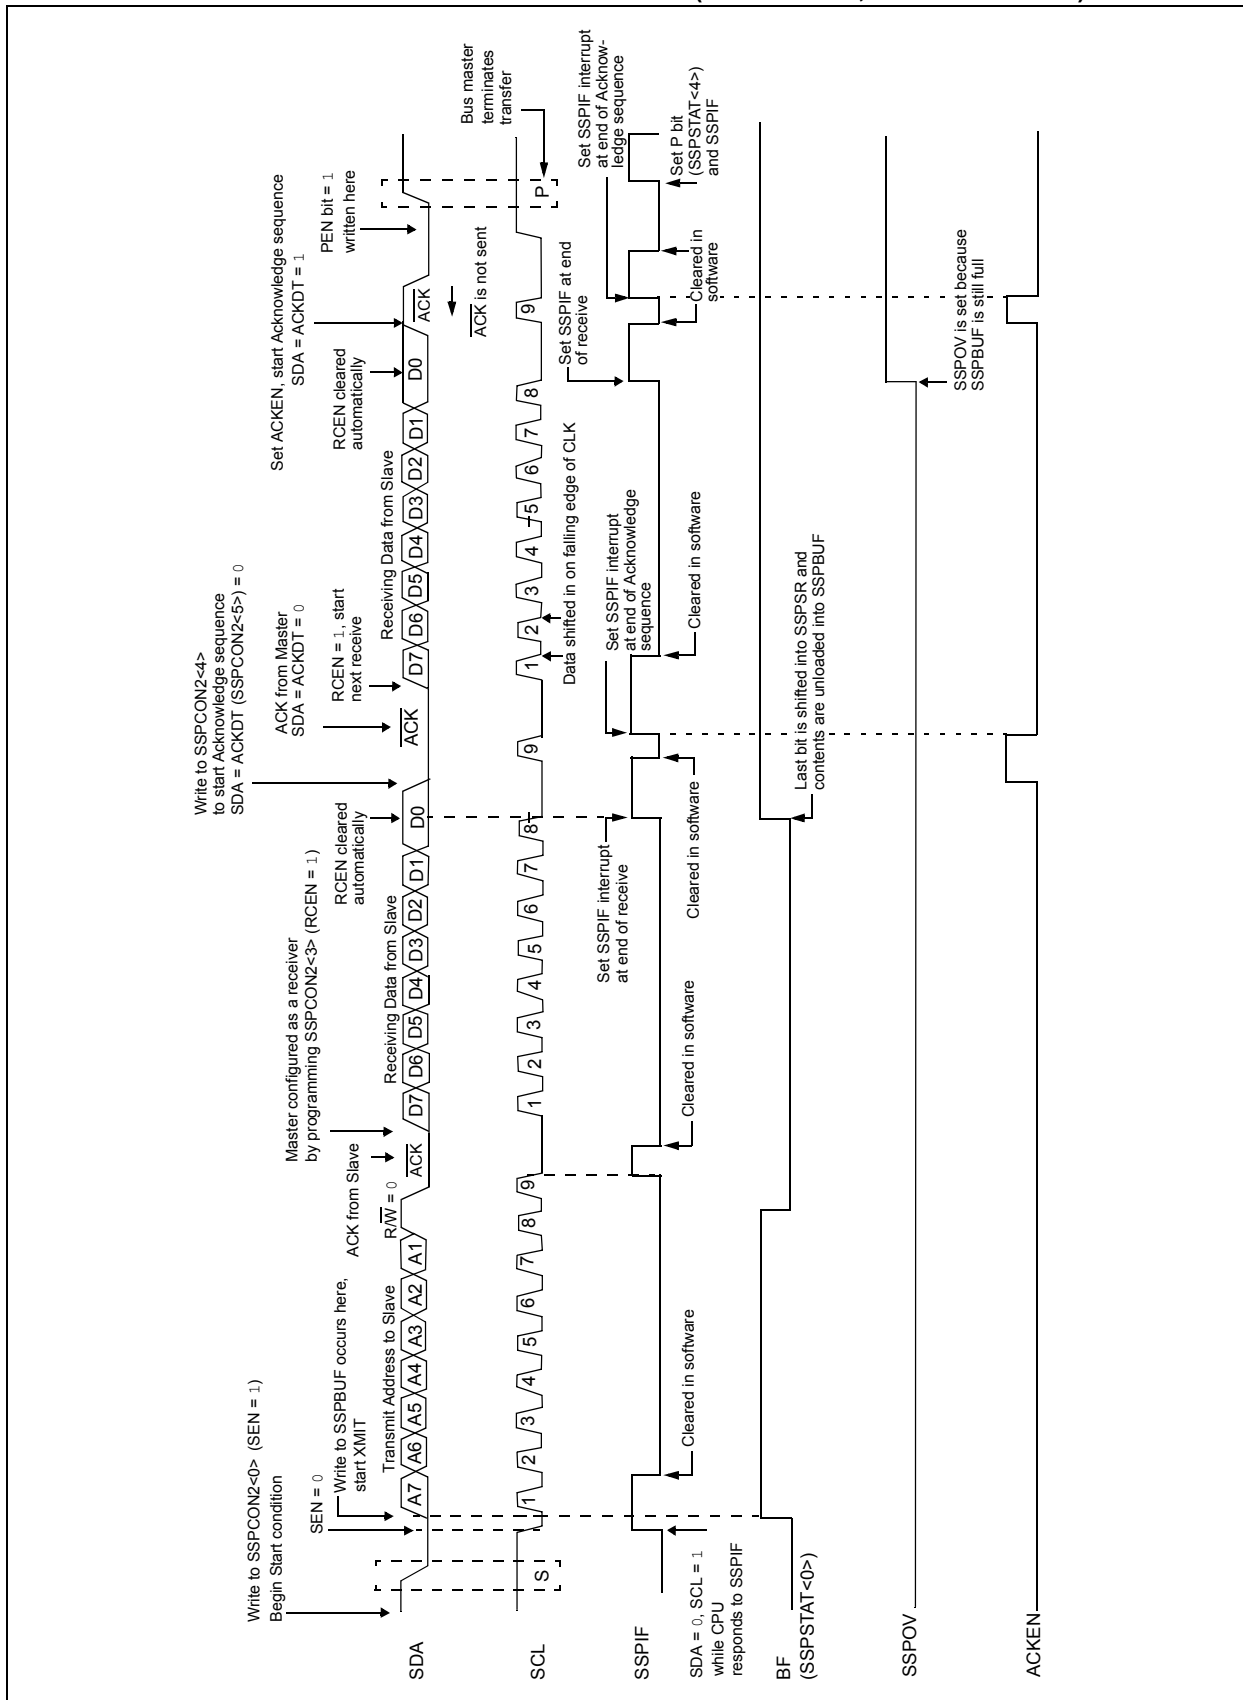 Write to SSPCON2<0> (SEN = 1)
Begin Start condition
SEN = 0
Write to SSPBUF occurs here,
start XMIT
Transmit Address to Slave
ACK from Slave
R/W = 0
Master configured as a receiver
by programming SSPCON2<3> (RCEN = 1)
Receiving Data from Slave
RCEN cleared
automatically
Write to SSPCON2<4>
to start Acknowledge sequence
SDA = ACKDT (SSPCON2<5>) = 0
ACK from Master
SDA = ACKDT = 0
RCEN = 1, start
next receive
Receiving Data from Slave
RCEN cleared
automatically
Set ACKEN, start Acknowledge sequence
SDA = ACKDT = 1
PEN bit = 1
written here
SDA
A7 A6 A5 A4 A3 A2 A1 ACK D7 D6 D5 D4 D3 D2 D1 D0 ACK D7 D6 D5 D4 D3 D2 D1 D0 ACK
ACK is not sent
Bus master
terminates
transfer
SCL
S 1 2 3 4 5 6 7 8 9 1 2 3 4 5 6 7 8 9 1 2 3 4 5 6 7 8 9 P
Data shifted in on falling edge of CLK
Set SSPIF interrupt
at end of receive
Set SSPIF interrupt
at end of Acknowledge
sequence
Set SSPIF at end
of receive
Set SSPIF interrupt
at end of Acknow-
ledge sequence
SSPIF
SDA = 0, SCL = 1
while CPU
responds to SSPIF
Cleared in software
Cleared in software
Cleared in software
Cleared in software
Cleared in
software
Set P bit
(SSPSTAT<4>)
and SSPIF
BF
(SSPSTAT<0>)
Last bit is shifted into SSPSR and
contents are unloaded into SSPBUF
SSPOV
SSPOV is set because
SSPBUF is still full
ACKEN